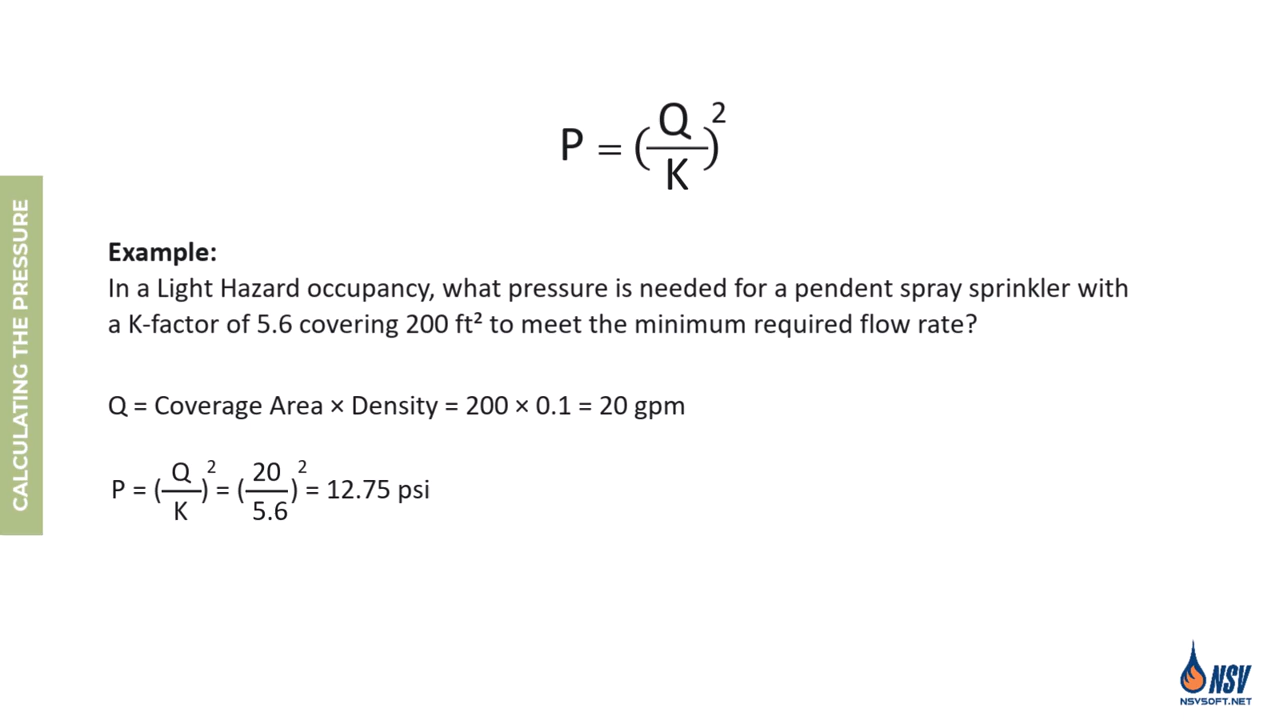 CALCULATING THE PRESSURE
P = (Q/K)²
Example:
In a Light Hazard occupancy, what pressure is needed for a pendent spray sprinkler with
a K-factor of 5.6 covering 200 ft² to meet the minimum required flow rate?
Q = Coverage Area × Density = 200 × 0.1 = 20 gpm
P = (Q/K)² = (20/5.6)² = 12.75 psi
NSV
NSVSOFT.NET